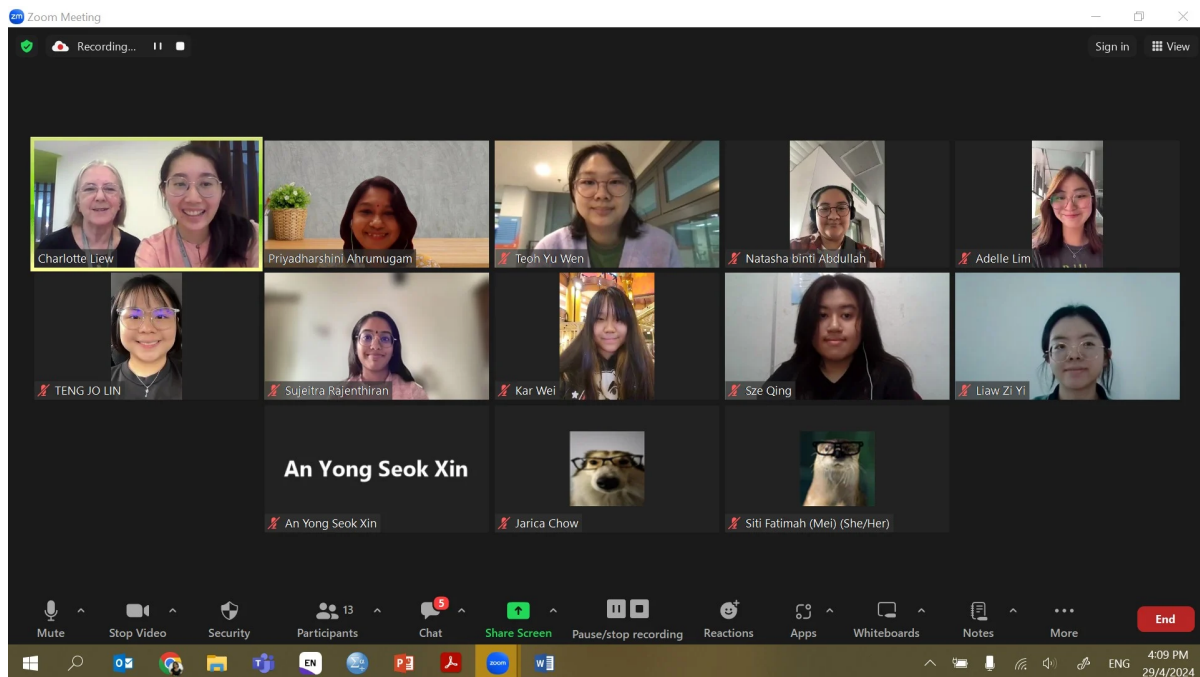 zm Zoom Meeting
Recording...
Sign in
View
Charlotte Liew
Priyadharshini Ahrumugam
Teoh Yu Wen
Natasha binti Abdullah
Adelle Lim
TENG JO LIN
Sujeitra Rajenthiran
Kar Wei
Sze Qing
Liaw Zi Yi
An Yong Seok Xin
An Yong Seok Xin
Jarica Chow
Siti Fatimah (Mei) (She/Her)
13
5
Mute
Stop Video
Security
Participants
Chat
Share Screen
Pause/stop recording
Reactions
Apps
Whiteboards
Notes
More
End
EN
zoom
ENG
4:09 PM
29/4/2024